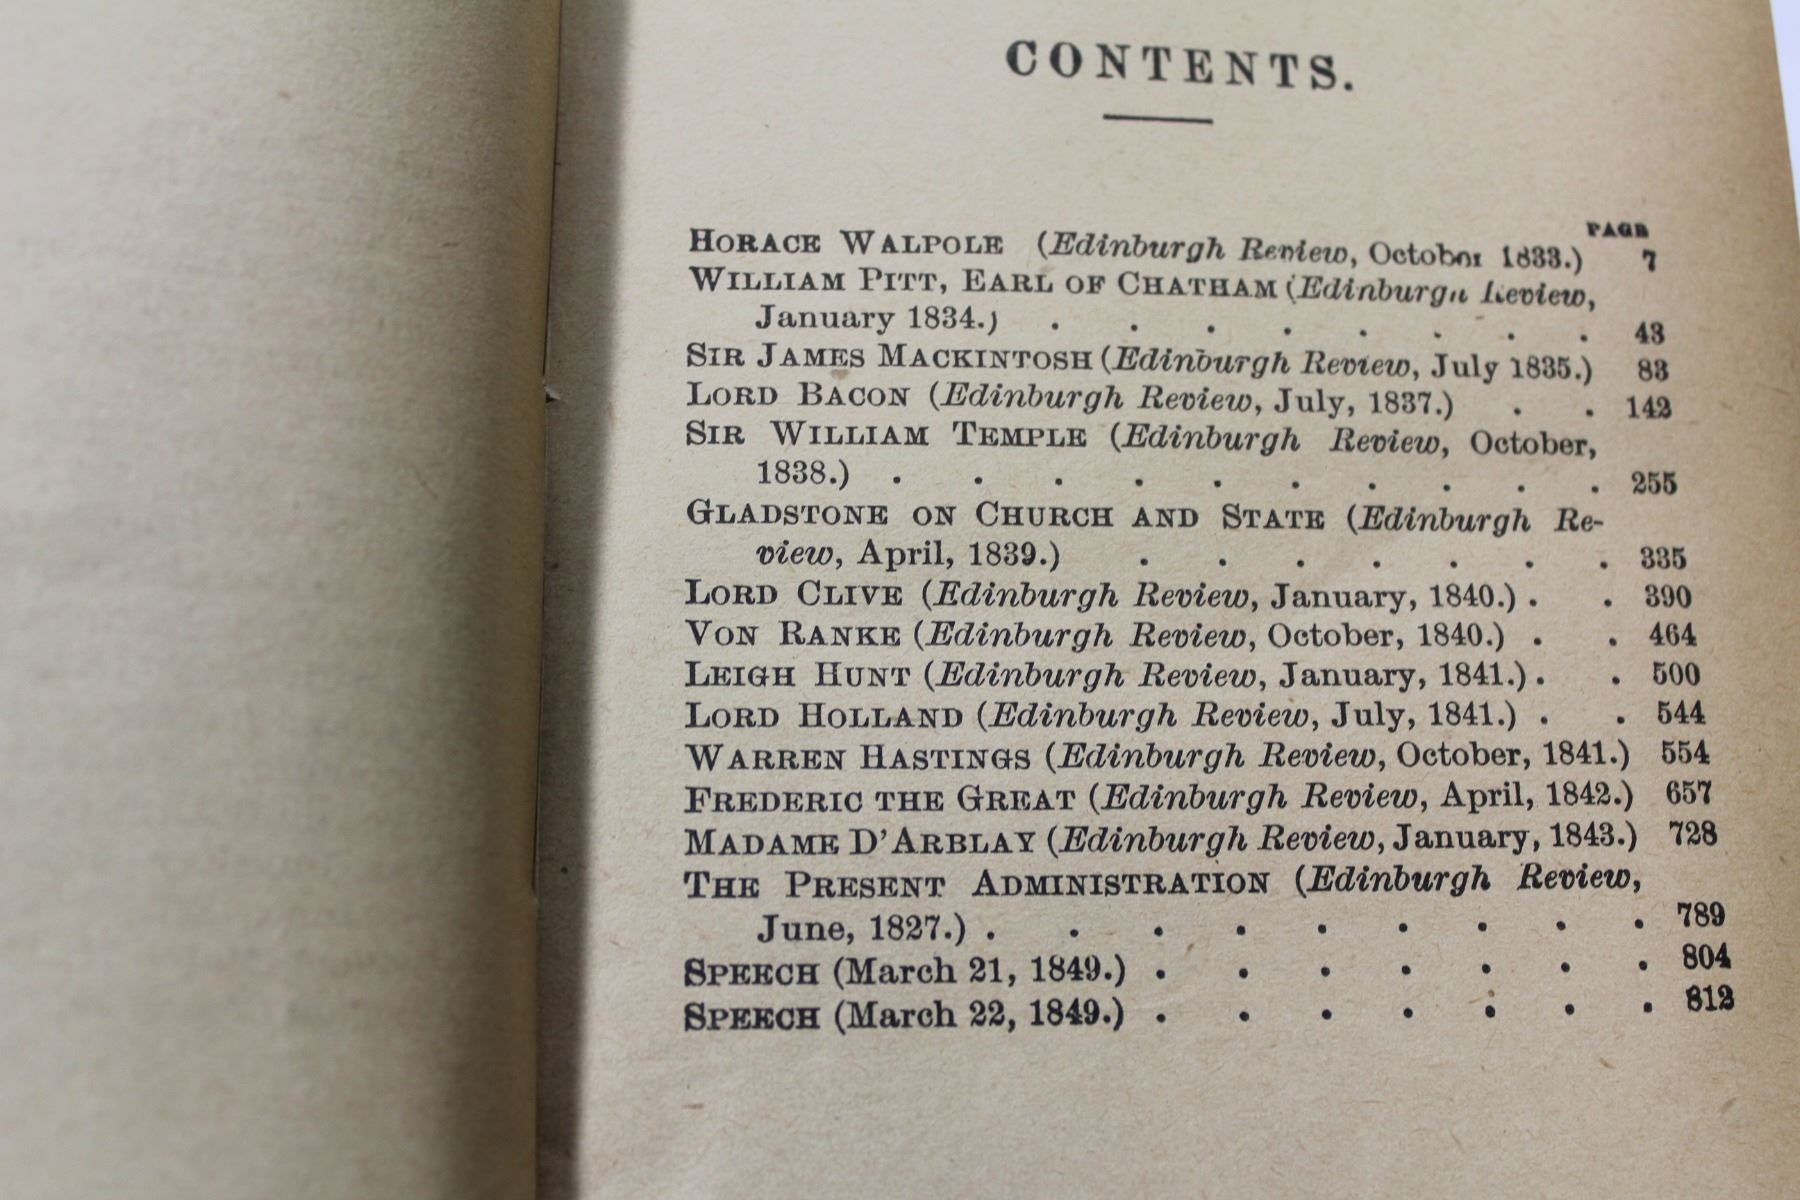 CONTENTS.
PAGE
HORACE WALPOLE (Edinburgh Review, October 1833.) 7
WILLIAM PITT, EARL OF CHATHAM (Edinburgh Review,
January 1834.) . . . . . . . . 43
SIR JAMES MACKINTOSH (Edinburgh Review, July 1835.) 83
LORD BACON (Edinburgh Review, July, 1837.) . . 142
SIR WILLIAM TEMPLE (Edinburgh Review, October,
1838.) . . . . . . . . . . 255
GLADSTONE ON CHURCH AND STATE (Edinburgh Re-
view, April, 1839.) . . . . . . . 335
LORD CLIVE (Edinburgh Review, January, 1840.) . . 390
VON RANKE (Edinburgh Review, October, 1840.) . . 464
LEIGH HUNT (Edinburgh Review, January, 1841.) . . 500
LORD HOLLAND (Edinburgh Review, July, 1841.) . . 544
WARREN HASTINGS (Edinburgh Review, October, 1841.) 554
FREDERIC THE GREAT (Edinburgh Review, April, 1842.) 657
MADAME D'ARBLAY (Edinburgh Review, January, 1843.) 728
THE PRESENT ADMINISTRATION (Edinburgh Review,
June, 1827.) . . . . . . . . . 789
SPEECH (March 21, 1849.) . . . . . . . 804
SPEECH (March 22, 1849.) . . . . . . . 812